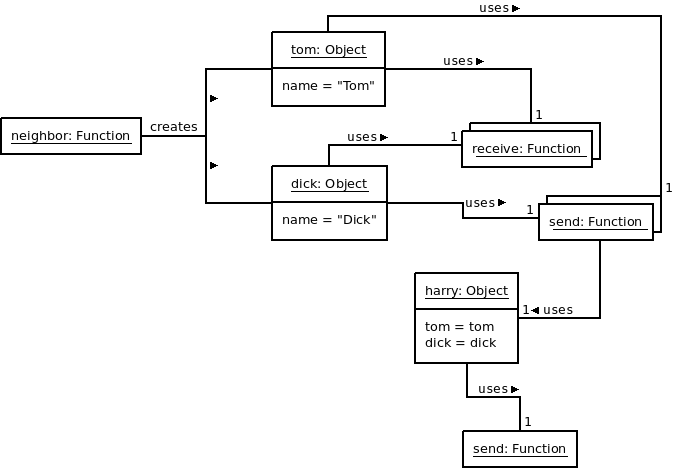 uses ►
tom: Object
name = "Tom"
uses ►
1
neighbor: Function
creates
►
receive: Function
uses ►
1
►
dick: Object
name = "Dick"
uses ►
1
1
send: Function
harry: Object
tom = tom
dick = dick
1◄ uses
uses ►
1
send: Function